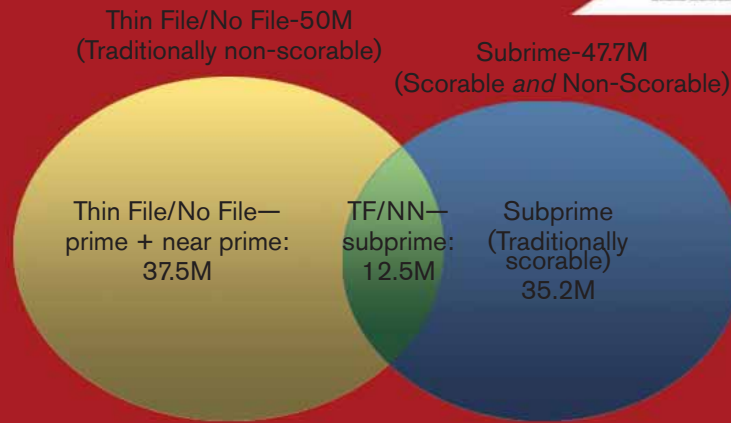 Thin File/No File-50M
(Traditionally non-scorable)
Subrime-47.7M
(Scorable and Non-Scorable)
Thin File/No File—
prime + near prime:
37.5M
TF/NN—
subprime:
12.5M
Subprime
(Traditionally
scorable)
35.2M